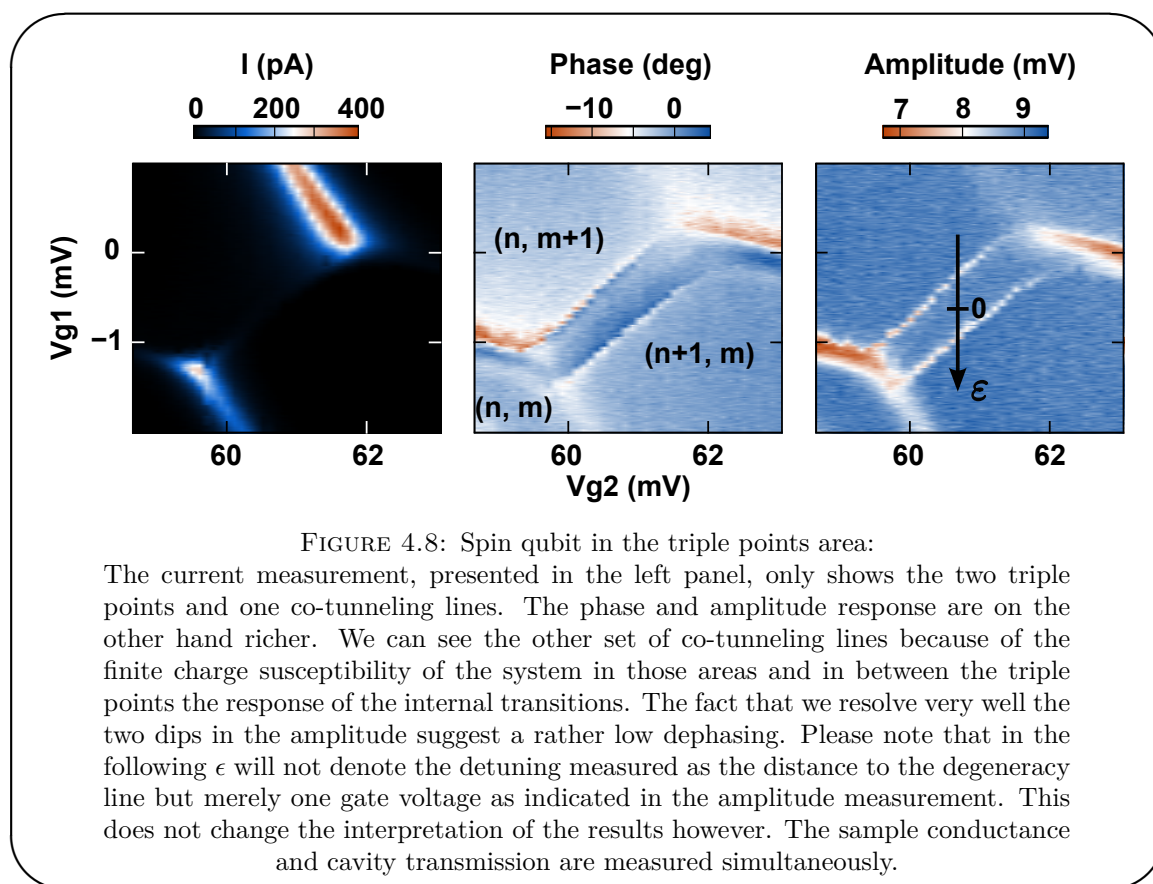 I (pA)
Phase (deg)
Amplitude (mV)
0 200 400
−10 0
7 8 9
Vg1 (mV)
0
−1
(n, m+1)
(n+1, m)
(n, m)
0
ε
60 62
60 62
60 62
Vg2 (mV)
FIGURE 4.8: Spin qubit in the triple points area:
The current measurement, presented in the left panel, only shows the two triple
points and one co-tunneling lines. The phase and amplitude response are on the
other hand richer. We can see the other set of co-tunneling lines because of the
finite charge susceptibility of the system in those areas and in between the triple
points the response of the internal transitions. The fact that we resolve very well the
two dips in the amplitude suggest a rather low dephasing. Please note that in the
following ϵ will not denote the detuning measured as the distance to the degeneracy
line but merely one gate voltage as indicated in the amplitude measurement. This
does not change the interpretation of the results however. The sample conductance
and cavity transmission are measured simultaneously.